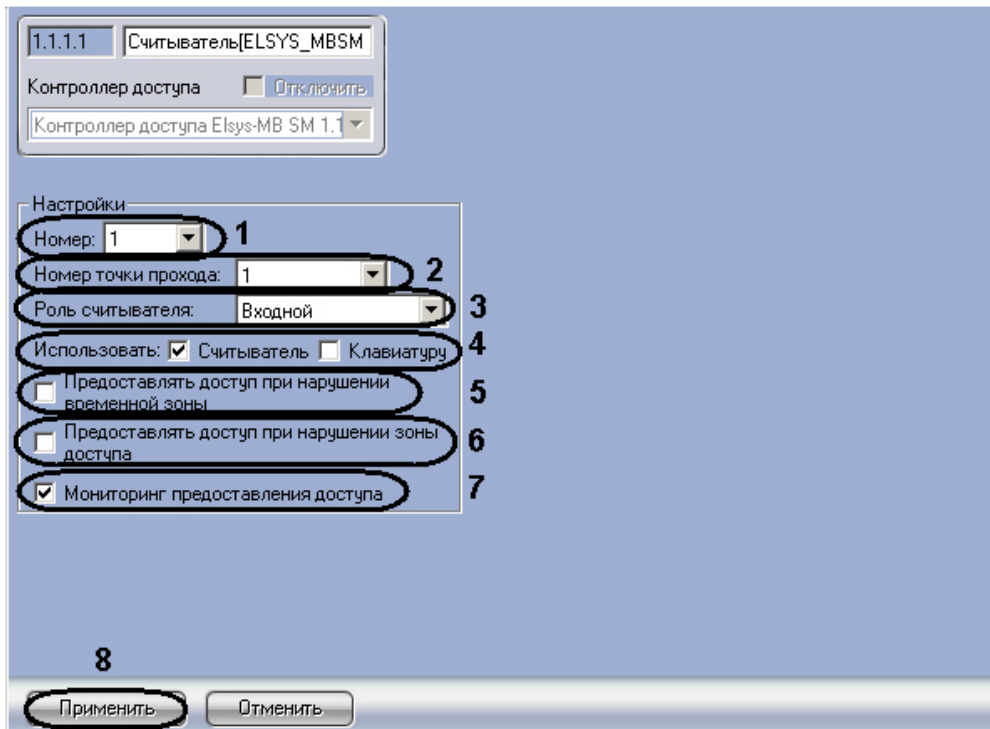 1.1.1.1 Считыватель[ELSYS_MBSM
Контроллер доступа Отключить
Контроллер доступа Elsys-MB SM 1.1
Настройки
Номер: 1 1
Номер точки прохода: 1 2
Роль считывателя: Входной 3
Использовать: Считыватель Клавиатуру 4
Предоставлять доступ при нарушении
временной зоны 5
Предоставлять доступ при нарушении зоны
доступа 6
Мониторинг предоставления доступа 7
8
Применить Отменить